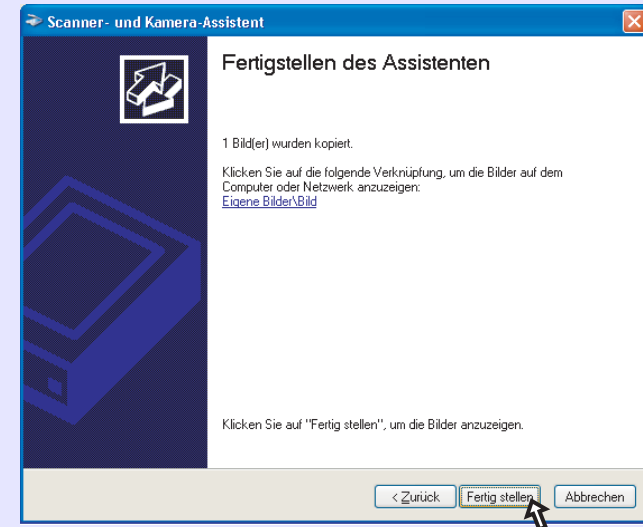 Scanner- und Kamera-Assistent
Fertigstellen des Assistenten
1 Bild(er) wurden kopiert.
Klicken Sie auf die folgende Verknüpfung, um die Bilder auf dem
Computer oder Netzwerk anzuzeigen:
Eigene Bilder\Bild
Klicken Sie auf "Fertig stellen", um die Bilder anzuzeigen.
< Zurück Fertig stellen Abbrechen